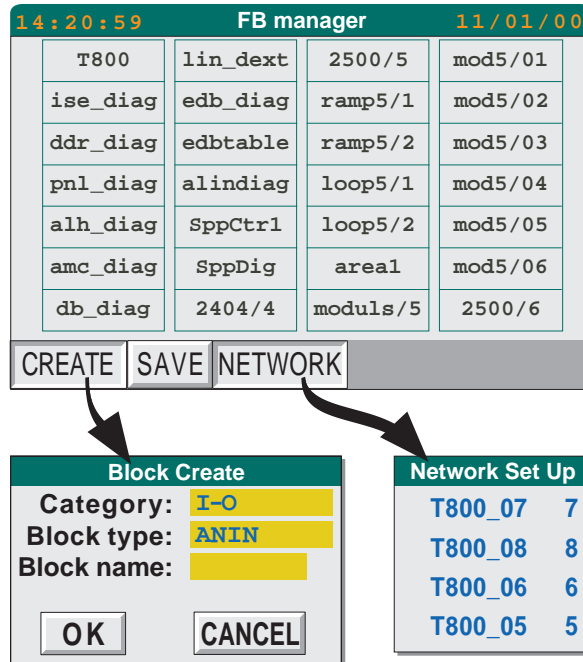 14:20:59 FB manager 11/01/00
T800 lin_dext 2500/5 mod5/01
ise_diag edb_diag ramp5/1 mod5/02
ddr_diag edbtable ramp5/2 mod5/03
pnl_diag alindiag loop5/1 mod5/04
alh_diag SppCtr1 loop5/2 mod5/05
amc_diag SppDig area1 mod5/06
db_diag 2404/4 moduls/5 2500/6
CREATE SAVE NETWORK
Block Create
Category: I-O
Block type: ANIN
Block name:
OK CANCEL
Network Set Up
T800_07 7
T800_08 8
T800_06 6
T800_05 5